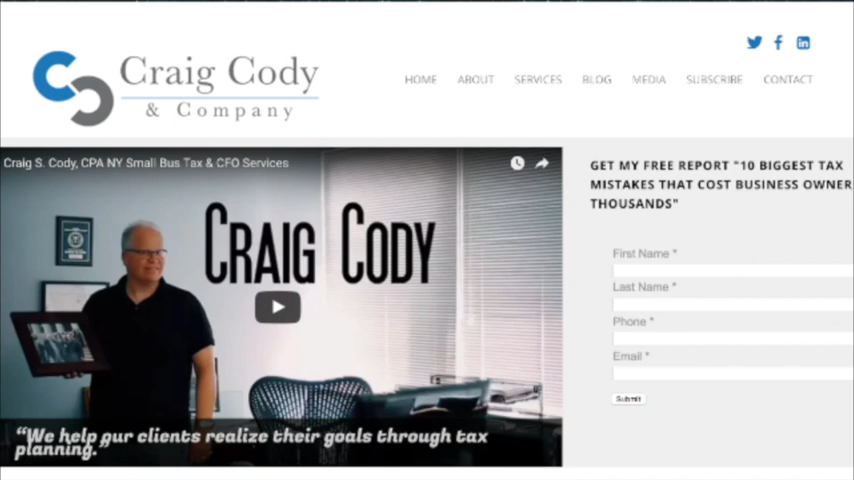 Craig Cody
& Company
HOME ABOUT SERVICES BLOG MEDIA SUBSCRIBE CONTACT
Craig S. Cody, CPA NY Small Bus Tax & CFO Services
CRAIG CODY
“We help our clients realize their goals through tax
planning.”
GET MY FREE REPORT "10 BIGGEST TAX
MISTAKES THAT COST BUSINESS OWNER
THOUSANDS"
First Name *
Last Name *
Phone *
Email *
Submit